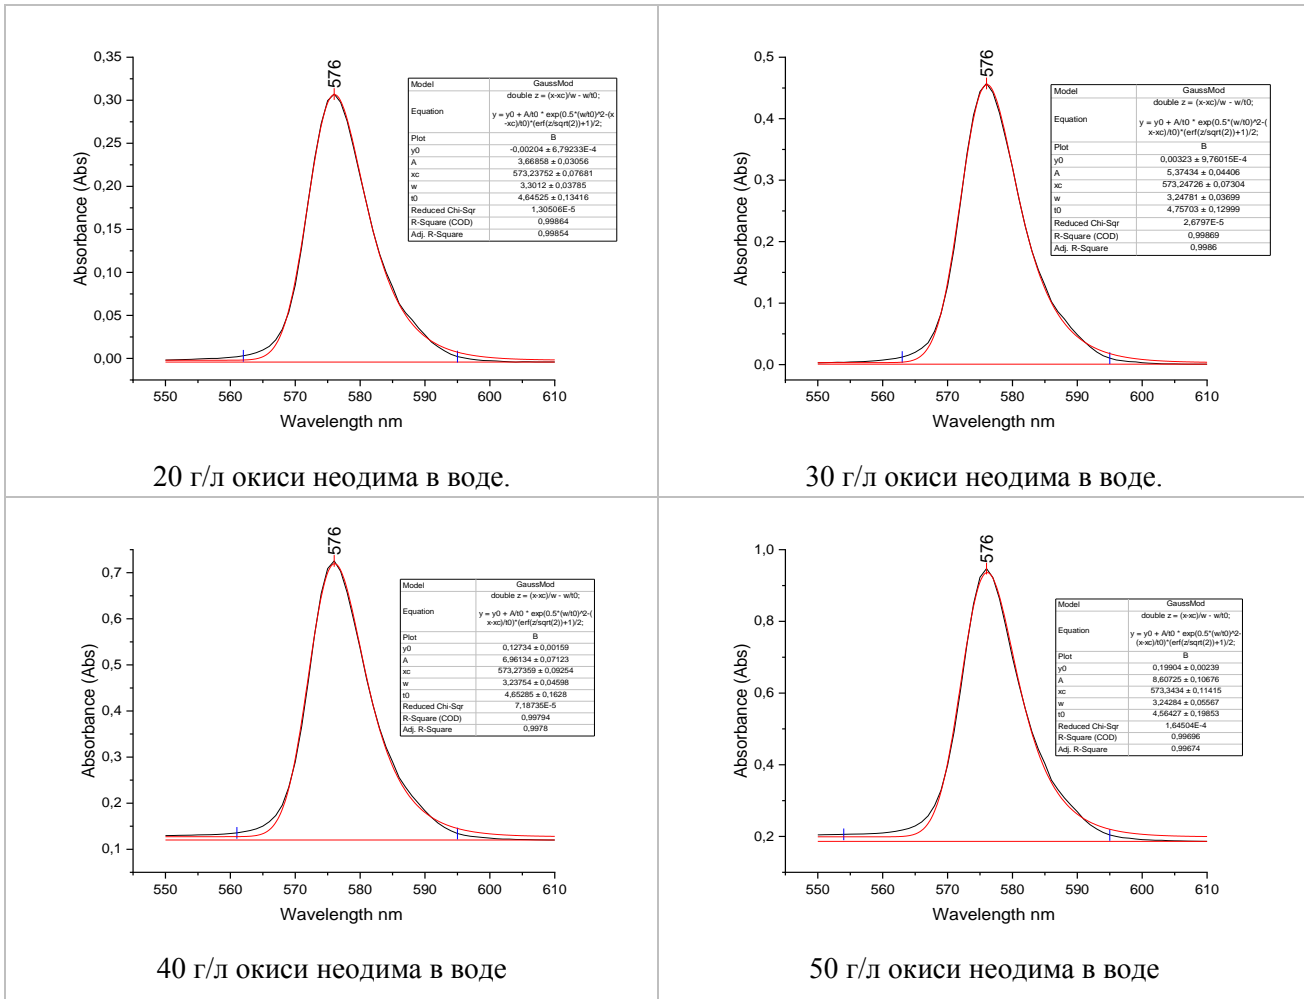 576
0,35
0,30
0,25
0,20
0,15
0,10
0,05
0,00
Absorbance (Abs)
550 560 570 580 590 600 610
Wavelength nm
Model GaussMod
Equation double z = (x-xc)/w - w/t0;
y = y0 + A/t0 * exp(0.5*(w/t0)^2-(x
-xc)/t0)*(erf(z/sqrt(2))+1)/2;
Plot B
y0 -0,00204 ± 6,79233E-4
A 3,66858 ± 0,03056
xc 573,23752 ± 0,07681
w 3,3012 ± 0,03785
t0 4,64525 ± 0,13416
Reduced Chi-Sqr 1,30506E-5
R-Square (COD) 0,99864
Adj. R-Square 0,99854
20 г/л окиси неодима в воде.
576
0,5
0,4
0,3
0,2
0,1
0,0
Absorbance (Abs)
550 560 570 580 590 600 610
Wavelength nm
Model GaussMod
Equation double z = (x-xc)/w - w/t0;
y = y0 + A/t0 * exp(0.5*(w/t0)^2-(
x-xc)/t0)*(erf(z/sqrt(2))+1)/2;
Plot B
y0 0,00323 ± 9,76015E-4
A 5,37434 ± 0,04406
xc 573,24726 ± 0,07304
w 3,24781 ± 0,03699
t0 4,75703 ± 0,12999
Reduced Chi-Sqr 2,6797E-5
R-Square (COD) 0,99869
Adj. R-Square 0,9986
30 г/л окиси неодима в воде.
576
0,7
0,6
0,5
0,4
0,3
0,2
0,1
Absorbance (Abs)
550 560 570 580 590 600 610
Wavelength nm
Model GaussMod
Equation double z = (x-xc)/w - w/t0;
y = y0 + A/t0 * exp(0.5*(w/t0)^2-(
x-xc)/t0)*(erf(z/sqrt(2))+1)/2;
Plot B
y0 0,12734 ± 0,00159
A 6,96134 ± 0,07123
xc 573,27359 ± 0,09254
w 3,23754 ± 0,04598
t0 4,65285 ± 0,1628
Reduced Chi-Sqr 7,18735E-5
R-Square (COD) 0,99794
Adj. R-Square 0,9978
40 г/л окиси неодима в воде
576
1,0
0,8
0,6
0,4
0,2
Absorbance (Abs)
550 560 570 580 590 600 610
Wavelength nm
Model GaussMod
Equation double z = (x-xc)/w - w/t0;
y = y0 + A/t0 * exp(0.5*(w/t0)^2-
(x-xc)/t0)*(erf(z/sqrt(2))+1)/2;
Plot B
y0 0,19904 ± 0,00239
A 8,60725 ± 0,10676
xc 573,3434 ± 0,11415
w 3,24284 ± 0,05567
t0 4,56427 ± 0,19853
Reduced Chi-Sqr 1,64504E-4
R-Square (COD) 0,99696
Adj. R-Square 0,99674
50 г/л окиси неодима в воде